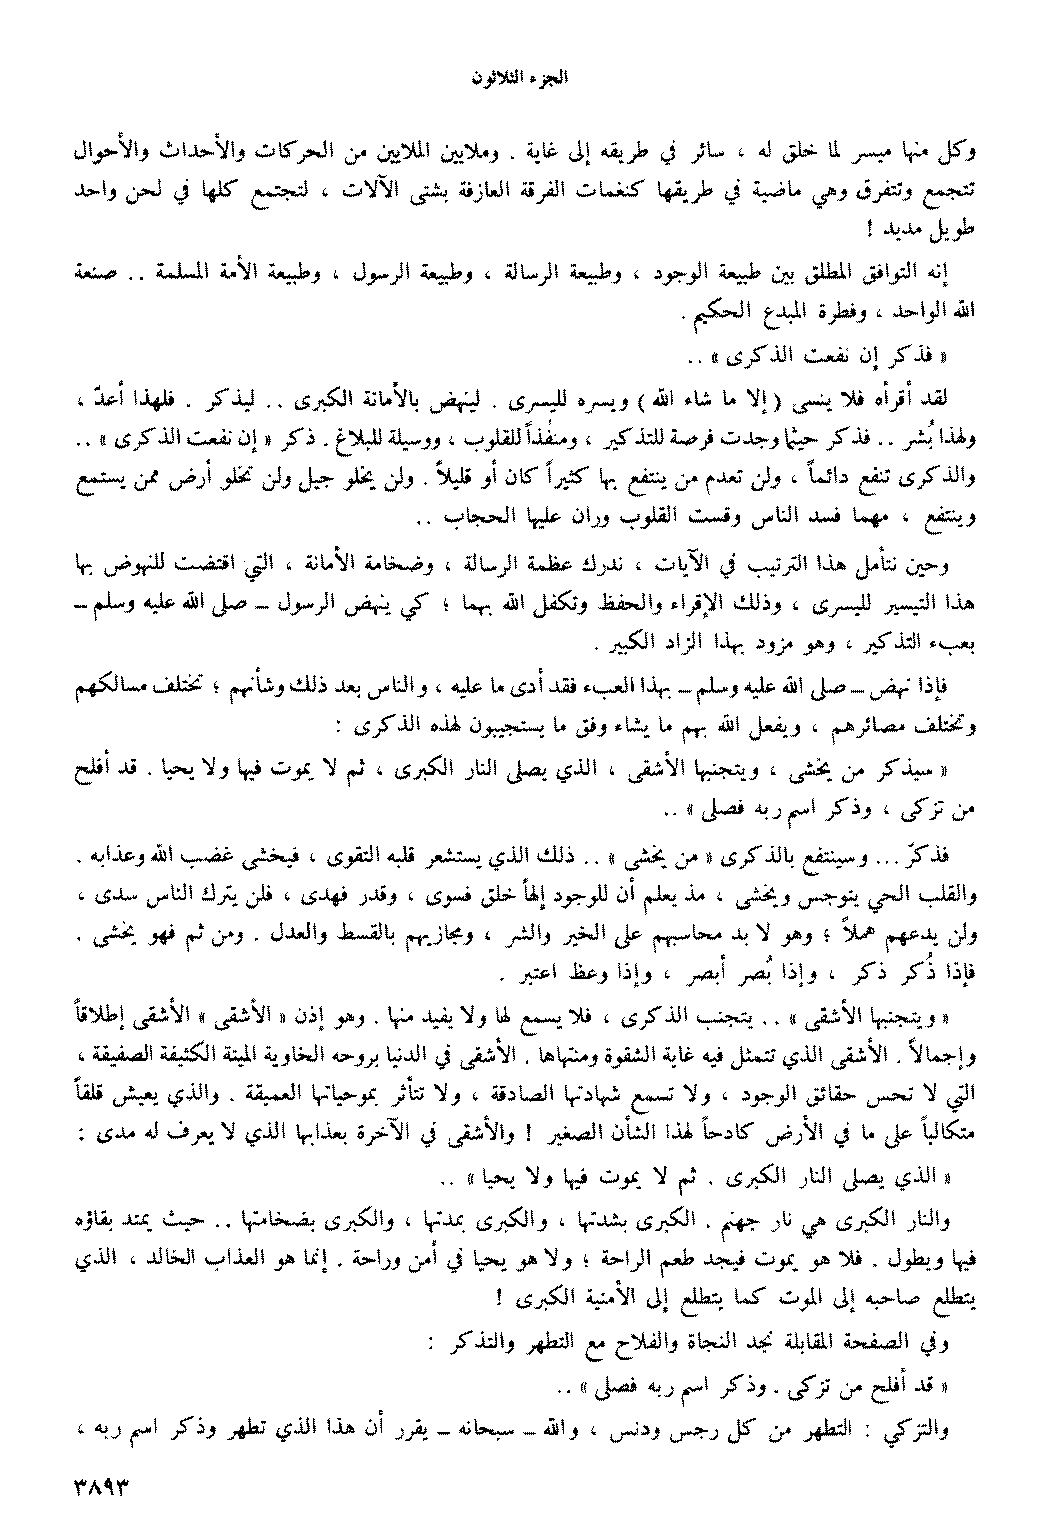 الجزء الثلاثون
وكل منها ميسر لما خلق له ، سائر في طريقه إلى غاية . وملايين الملايين من الحركات والأحداث والأحوال
تتجمع وتتفرق وهي ماضية في طريقها كنغمات الفرقة العازفة بشتى الآلات ، لتجتمع كلها في لحن واحد
طويل مديد !
إنه التوافق المطلق بين طبيعة الوجود ، وطبيعة الرسالة ، وطبيعة الرسول ، وطبيعة الأمة المسلمة .. صنعة
الله الواحد ، وفطرة المبدع الحكيم .
« فذكر إن نفعت الذكرى » ..
لقد أقرأه فلا ينسى ( إلا ما شاء الله ) ويسره لليسرى . لينهض بالأمانة الكبرى .. ليذكر . فلهذا أعدّ ،
ولهذا بُشر .. فذكر حيثما وجدت فرصة للتذكير ، ومنفذاً للقلوب ، ووسيلة للبلاغ . ذكر « إن نفعت الذكرى » ..
والذكرى تنفع دائماً ، ولن تعدم من ينتفع بها كثيراً كان أو قليلاً . ولن يخلو جيل ولن تخلو أرض ممن يستمع
وينتفع ، مهما فسد الناس وقست القلوب وران عليها الحجاب ..
وحين نتأمل هذا الترتيب في الآيات ، ندرك عظمة الرسالة ، وضخامة الأمانة ، التي اقتضت للنهوض بها
هذا التيسير لليسرى ، وذلك الإقراء والحفظ وتكفل الله بهما ؛ كي ينهض الرسول ــ صلى الله عليه وسلم ــ
بعبء التذكير ، وهو مزود بهذا الزاد الكبير .
فإذا نهض ــ صلى الله عليه وسلم ــ بهذا العبء فقد أدى ما عليه ، والناس بعد ذلك وشأنهم ؛ تختلف مسالكهم
وتختلف مصائرهم ، ويفعل الله بهم ما يشاء وفق ما يستجيبون لهذه الذكرى :
« سيذكر من يخشى ، ويتجنبها الأشقى ، الذي يصلى النار الكبرى ، ثم لا يموت فيها ولا يحيا . قد أفلح
من تزكى ، وذكر اسم ربه فصلى » ..
فذكرّ ... وسينتفع بالذكرى « من يخشى » .. ذلك الذي يستشعر قلبه التقوى ، فيخشى غضب الله وعذابه .
والقلب الحي يتوجس ويخشى ، مذ يعلم أن للوجود إلهاً خلق فسوى ، وقدر فهدى ، فلن يترك الناس سدى ،
ولن يدعهم هملاً ؛ وهو لا بد محاسبهم على الخير والشر ، ومجازيهم بالقسط والعدل . ومن ثم فهو يخشى .
فإذا ذُكر ذكر ، وإذا بُصر أبصر ، وإذا وعظ اعتبر .
« ويتجنبها الأشقى » .. يتجنب الذكرى ، فلا يسمع لها ولا يفيد منها . وهو إذن « الأشقى » الأشقى إطلاقاً
وإجمالاً . الأشقى الذي تتمثل فيه غاية الشقوة ومنتهاها . الأشقى في الدنيا بروحه الخاوية الميتة الكثيفة الصفيقة ،
التي لا تحس حقائق الوجود ، ولا تسمع شهادتها الصادقة ، ولا تتأثر بموحياتها العميقة . والذي يعيش قلقاً
متكالباً على ما في الأرض كادحاً لهذا الشأن الصغير ! والأشقى في الآخرة بعذابها الذي لا يعرف له مدى :
« الذي يصلى النار الكبرى . ثم لا يموت فيها ولا يحيا » ..
والنار الكبرى هي نار جهنم . الكبرى بشدتها ، والكبرى بمدتها ، والكبرى بضخامتها .. حيث يمتد بقاؤه
فيها ويطول . فلا هو يموت فيجد طعم الراحة ؛ ولا هو يحيا في أمن وراحة . إنما هو العذاب الخالد ، الذي
يتطلع صاحبه إلى الموت كما يتطلع إلى الأمنية الكبرى !
وفي الصفحة المقابلة نجد النجاة والفلاح مع التطهر والتذكر :
« قد أفلح من تزكى . وذكر اسم ربه فصلى » ..
والتزكي : التطهر من كل رجس ودنس ، والله ــ سبحانه ــ يقرر أن هذا الذي تطهر وذكر اسم ربه ،
٣٨٩٣